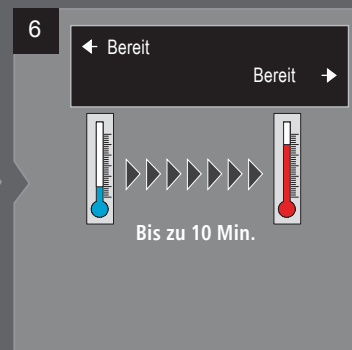 6
← Bereit
Bereit →
Bis zu 10 Min.